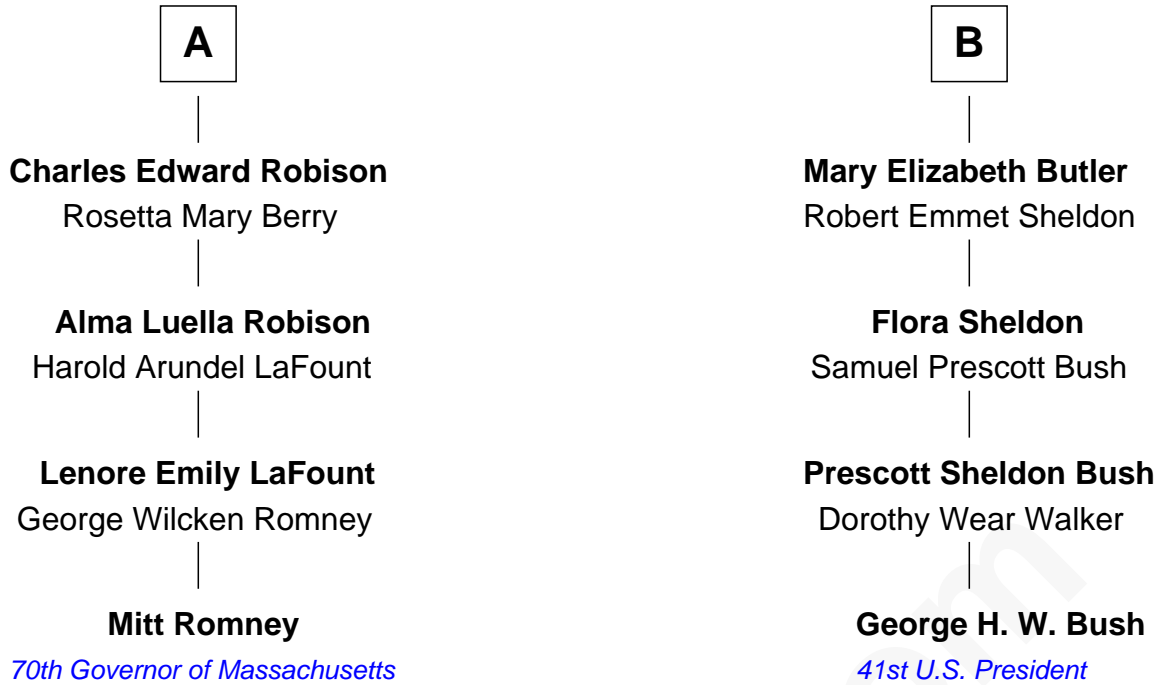 A
Charles Edward Robison
Rosetta Mary Berry
Alma Luella Robison
Harold Arundel LaFount
Lenore Emily LaFount
George Wilcken Romney
Mitt Romney
70th Governor of Massachusetts
B
Mary Elizabeth Butler
Robert Emmet Sheldon
Flora Sheldon
Samuel Prescott Bush
Prescott Sheldon Bush
Dorothy Wear Walker
George H. W. Bush
41st U.S. President